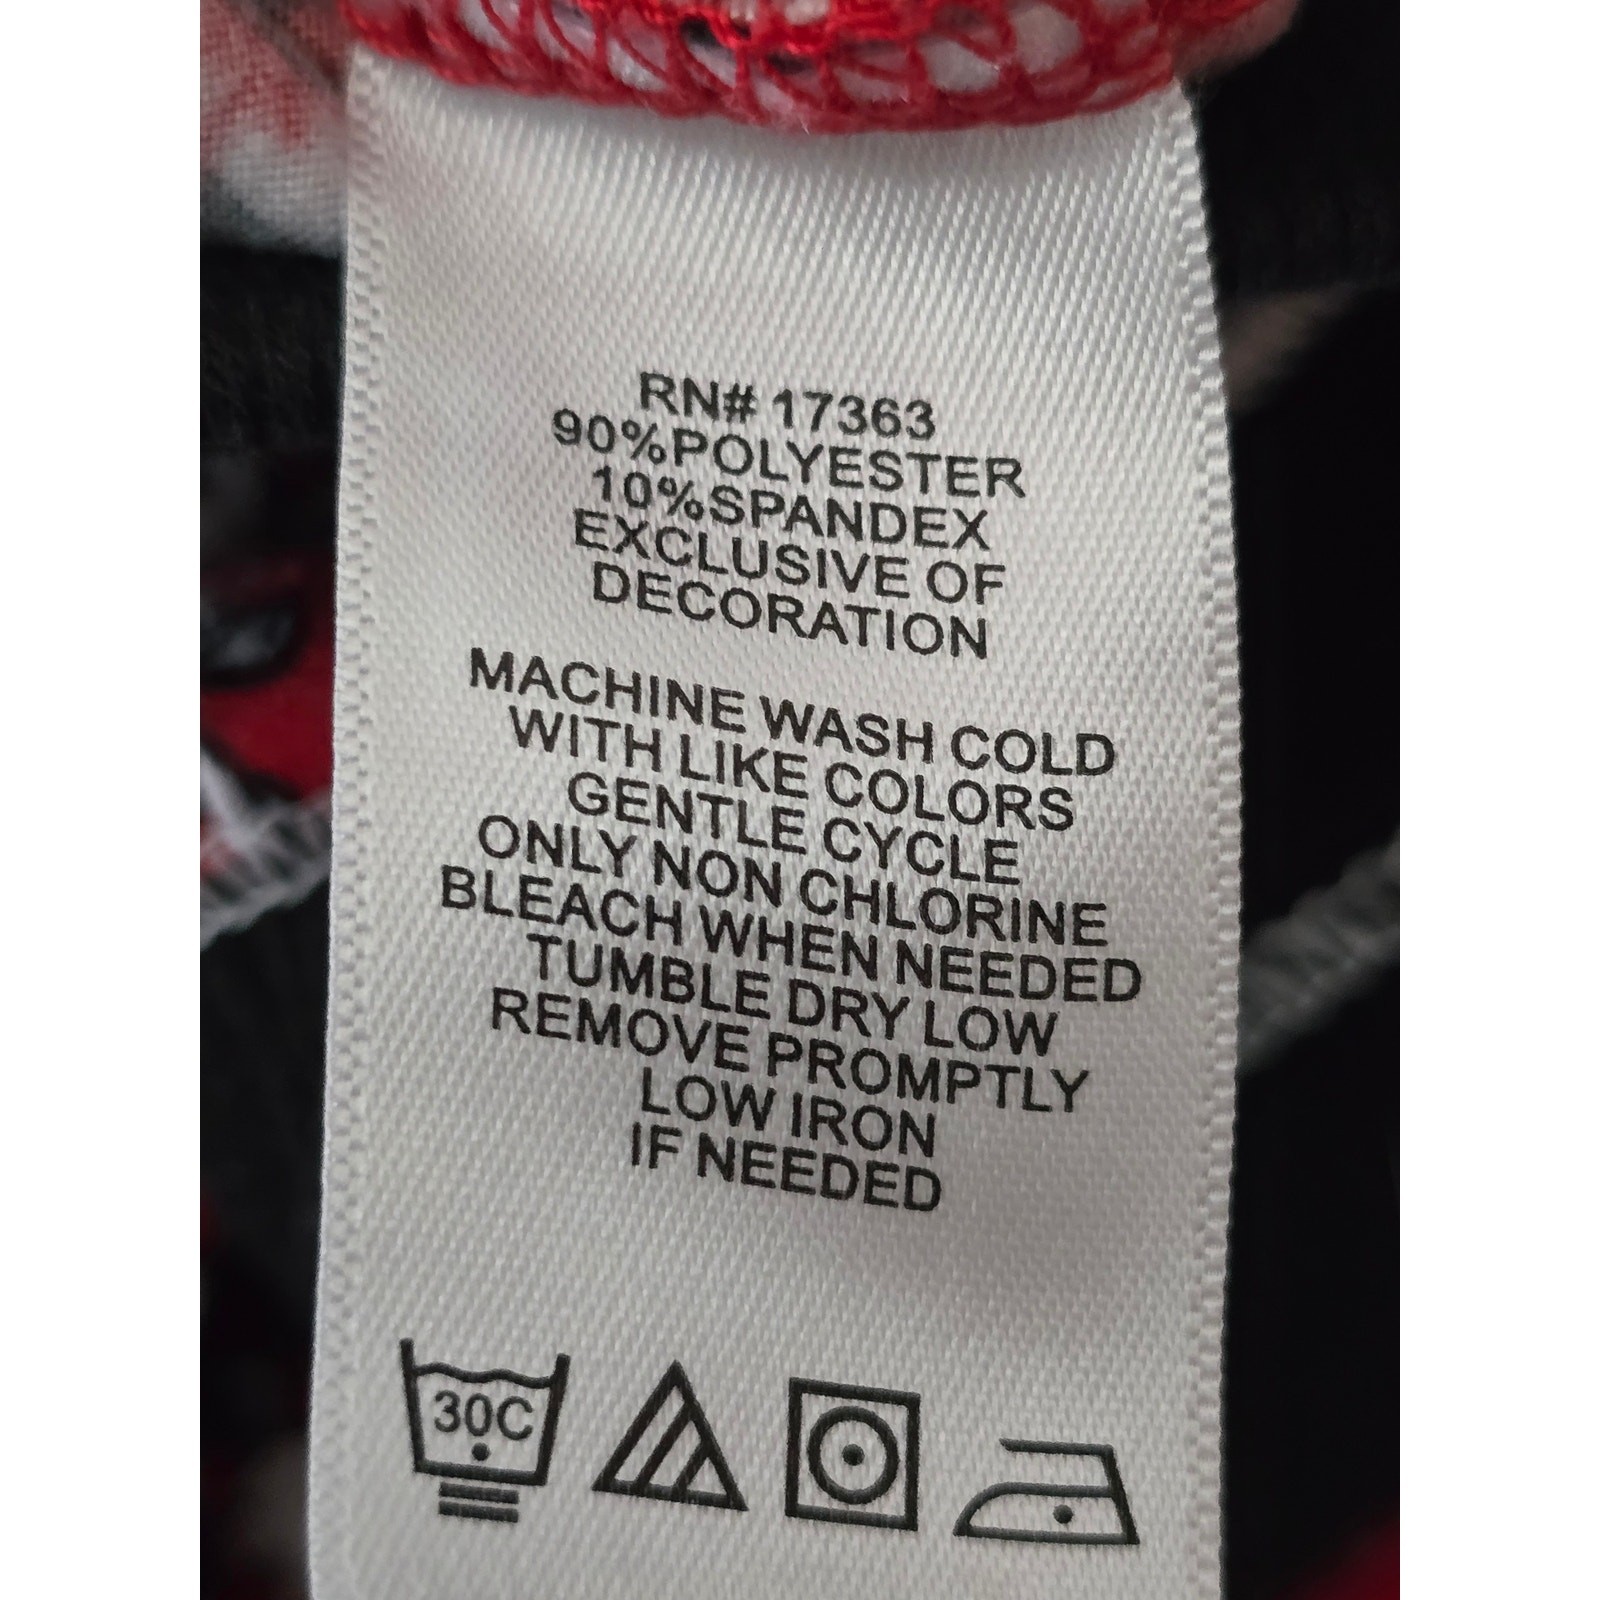 RN# 17363
90%POLYESTER
10%SPANDEX
EXCLUSIVE OF
DECORATION
MACHINE WASH COLD
WITH LIKE COLORS
GENTLE CYCLE
ONLY NON CHLORINE
BLEACH WHEN NEEDED
TUMBLE DRY LOW
REMOVE PROMPTLY
LOW IRON
IF NEEDED
30C